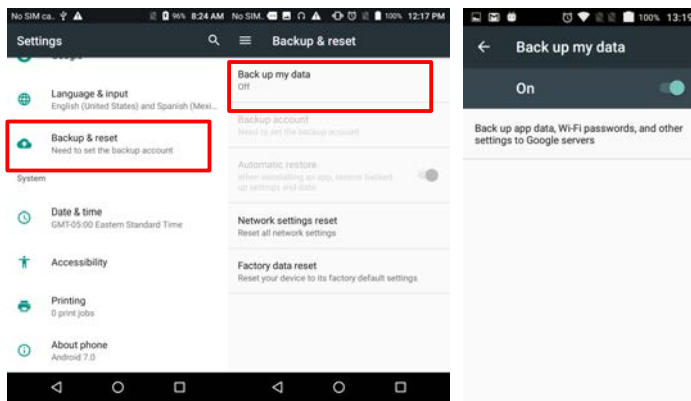 No SIM ca.. 96% 8:24 AM
Settings
Google
Language & input
English (United States) and Spanish (Mexi...
Backup & reset
Need to set the backup account
System
Date & time
GMT-05:00 Eastern Standard Time
Accessibility
Printing
0 print jobs
About phone
Android 7.0
No SIM.. 100% 12:17 PM
Backup & reset
Back up my data
Off
Backup account
Need to set the backup account
Automatic restore
When reinstalling an app, restore backed
up settings and data
Network settings reset
Reset all network settings
Factory data reset
Reset your device to its factory default settings
100% 13:19
Back up my data
On
Back up app data, Wi-Fi passwords, and other
settings to Google servers